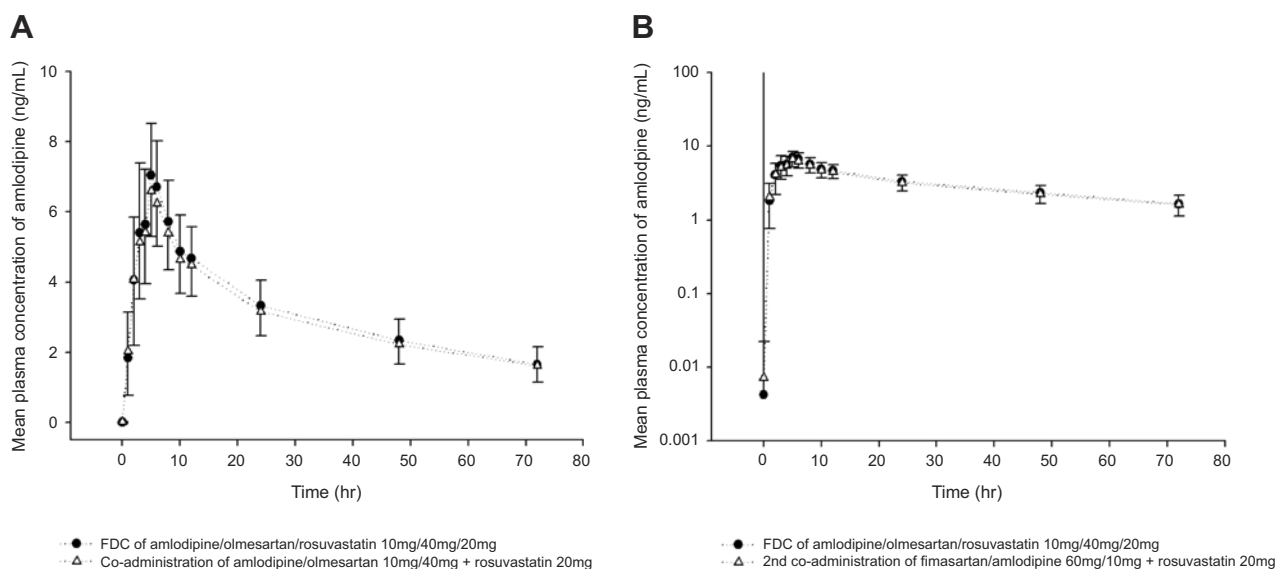 A
Mean plasma concentration of amlodipine (ng/mL)
10
8
6
4
2
0
0 10 20 30 40 50 60 70 80
Time (hr)
FDC of amlodipine/olmesartan/rosuvastatin 10mg/40mg/20mg
Co-administration of amlodipine/olmesartan 10mg/40mg + rosuvastatin 20mg
B
Mean plasma concentration of amlodpine (ng/mL)
100
10
1
0.1
0.01
0.001
0 10 20 30 40 50 60 70 80
Time (hr)
FDC of amlodipine/olmesartan/rosuvastatin 10mg/40mg/20mg
2nd co-administration of fimasartan/amlodipine 60mg/10mg + rosuvastatin 20mg